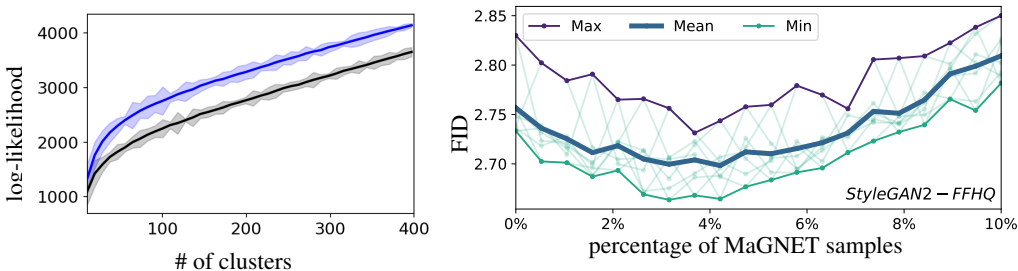 log-likelihood
4000
3000
2000
1000
100
200
300
400
# of clusters
Max
Mean
Min
FID
2.85
2.80
2.75
2.70
StyleGAN2 − FFHQ
0%
2%
4%
6%
8%
10%
percentage of MaGNET samples